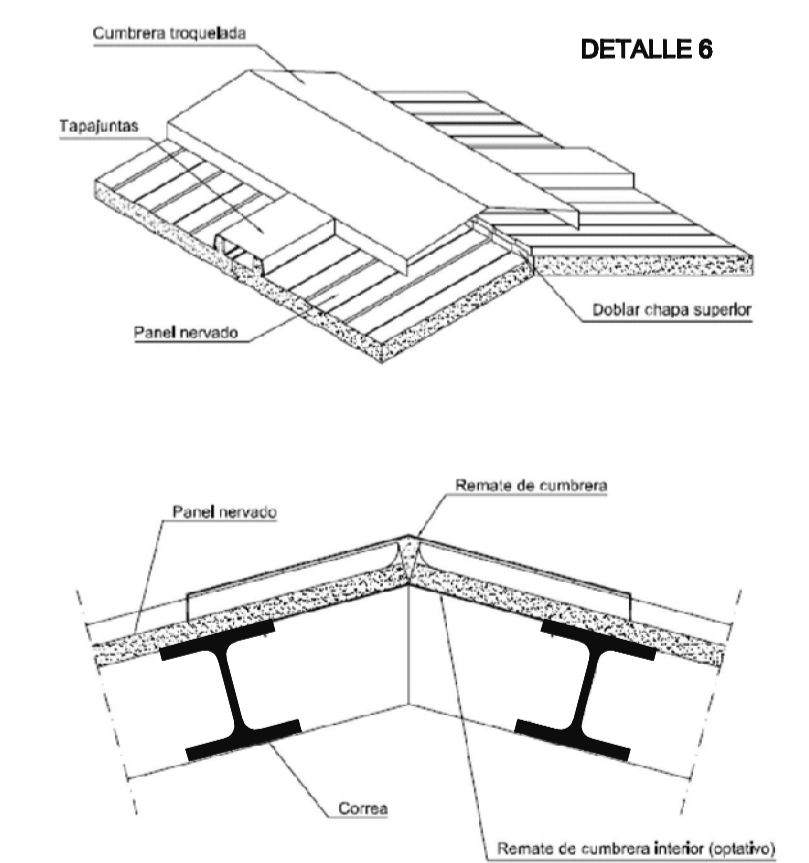 Cumbrera troquelada
DETALLE 6
Tapajuntas
Doblar chapa superior
Panel nervado
Remate de cumbrera
Panel nervado
Correa
Remate de cumbrera interior (optativo)